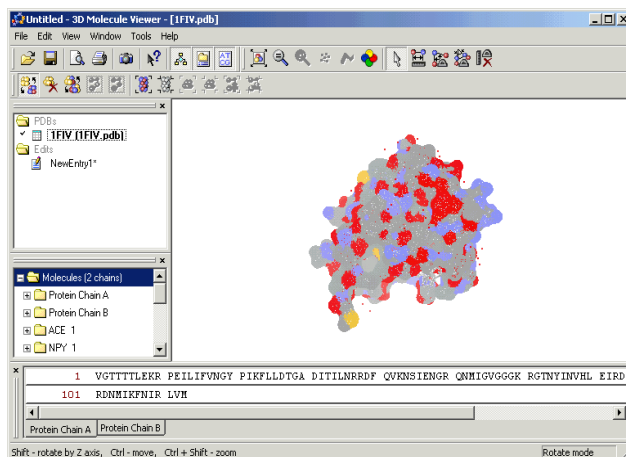 Untitled - 3D Molecule Viewer - [1FIV.pdb]
File Edit View Window Tools Help
PDBs
1FIV (1FIV.pdb)
Edits
NewEntry1*
Molecules (2 chains)
Protein Chain A
Protein Chain B
ACE 1
NPY 1
1 VGTTTTLEKR PEILIFVNGY PIKFLLDTGA DITILNRRDF QVKNSIENGR QNMIGVGGGK RGTNYINVHL EIRD
101 RDNMIKFNIR LVM
Protein Chain A Protein Chain B
Shift - rotate by Z axis, Ctrl - move, Ctrl + Shift - zoom
Rotate mode